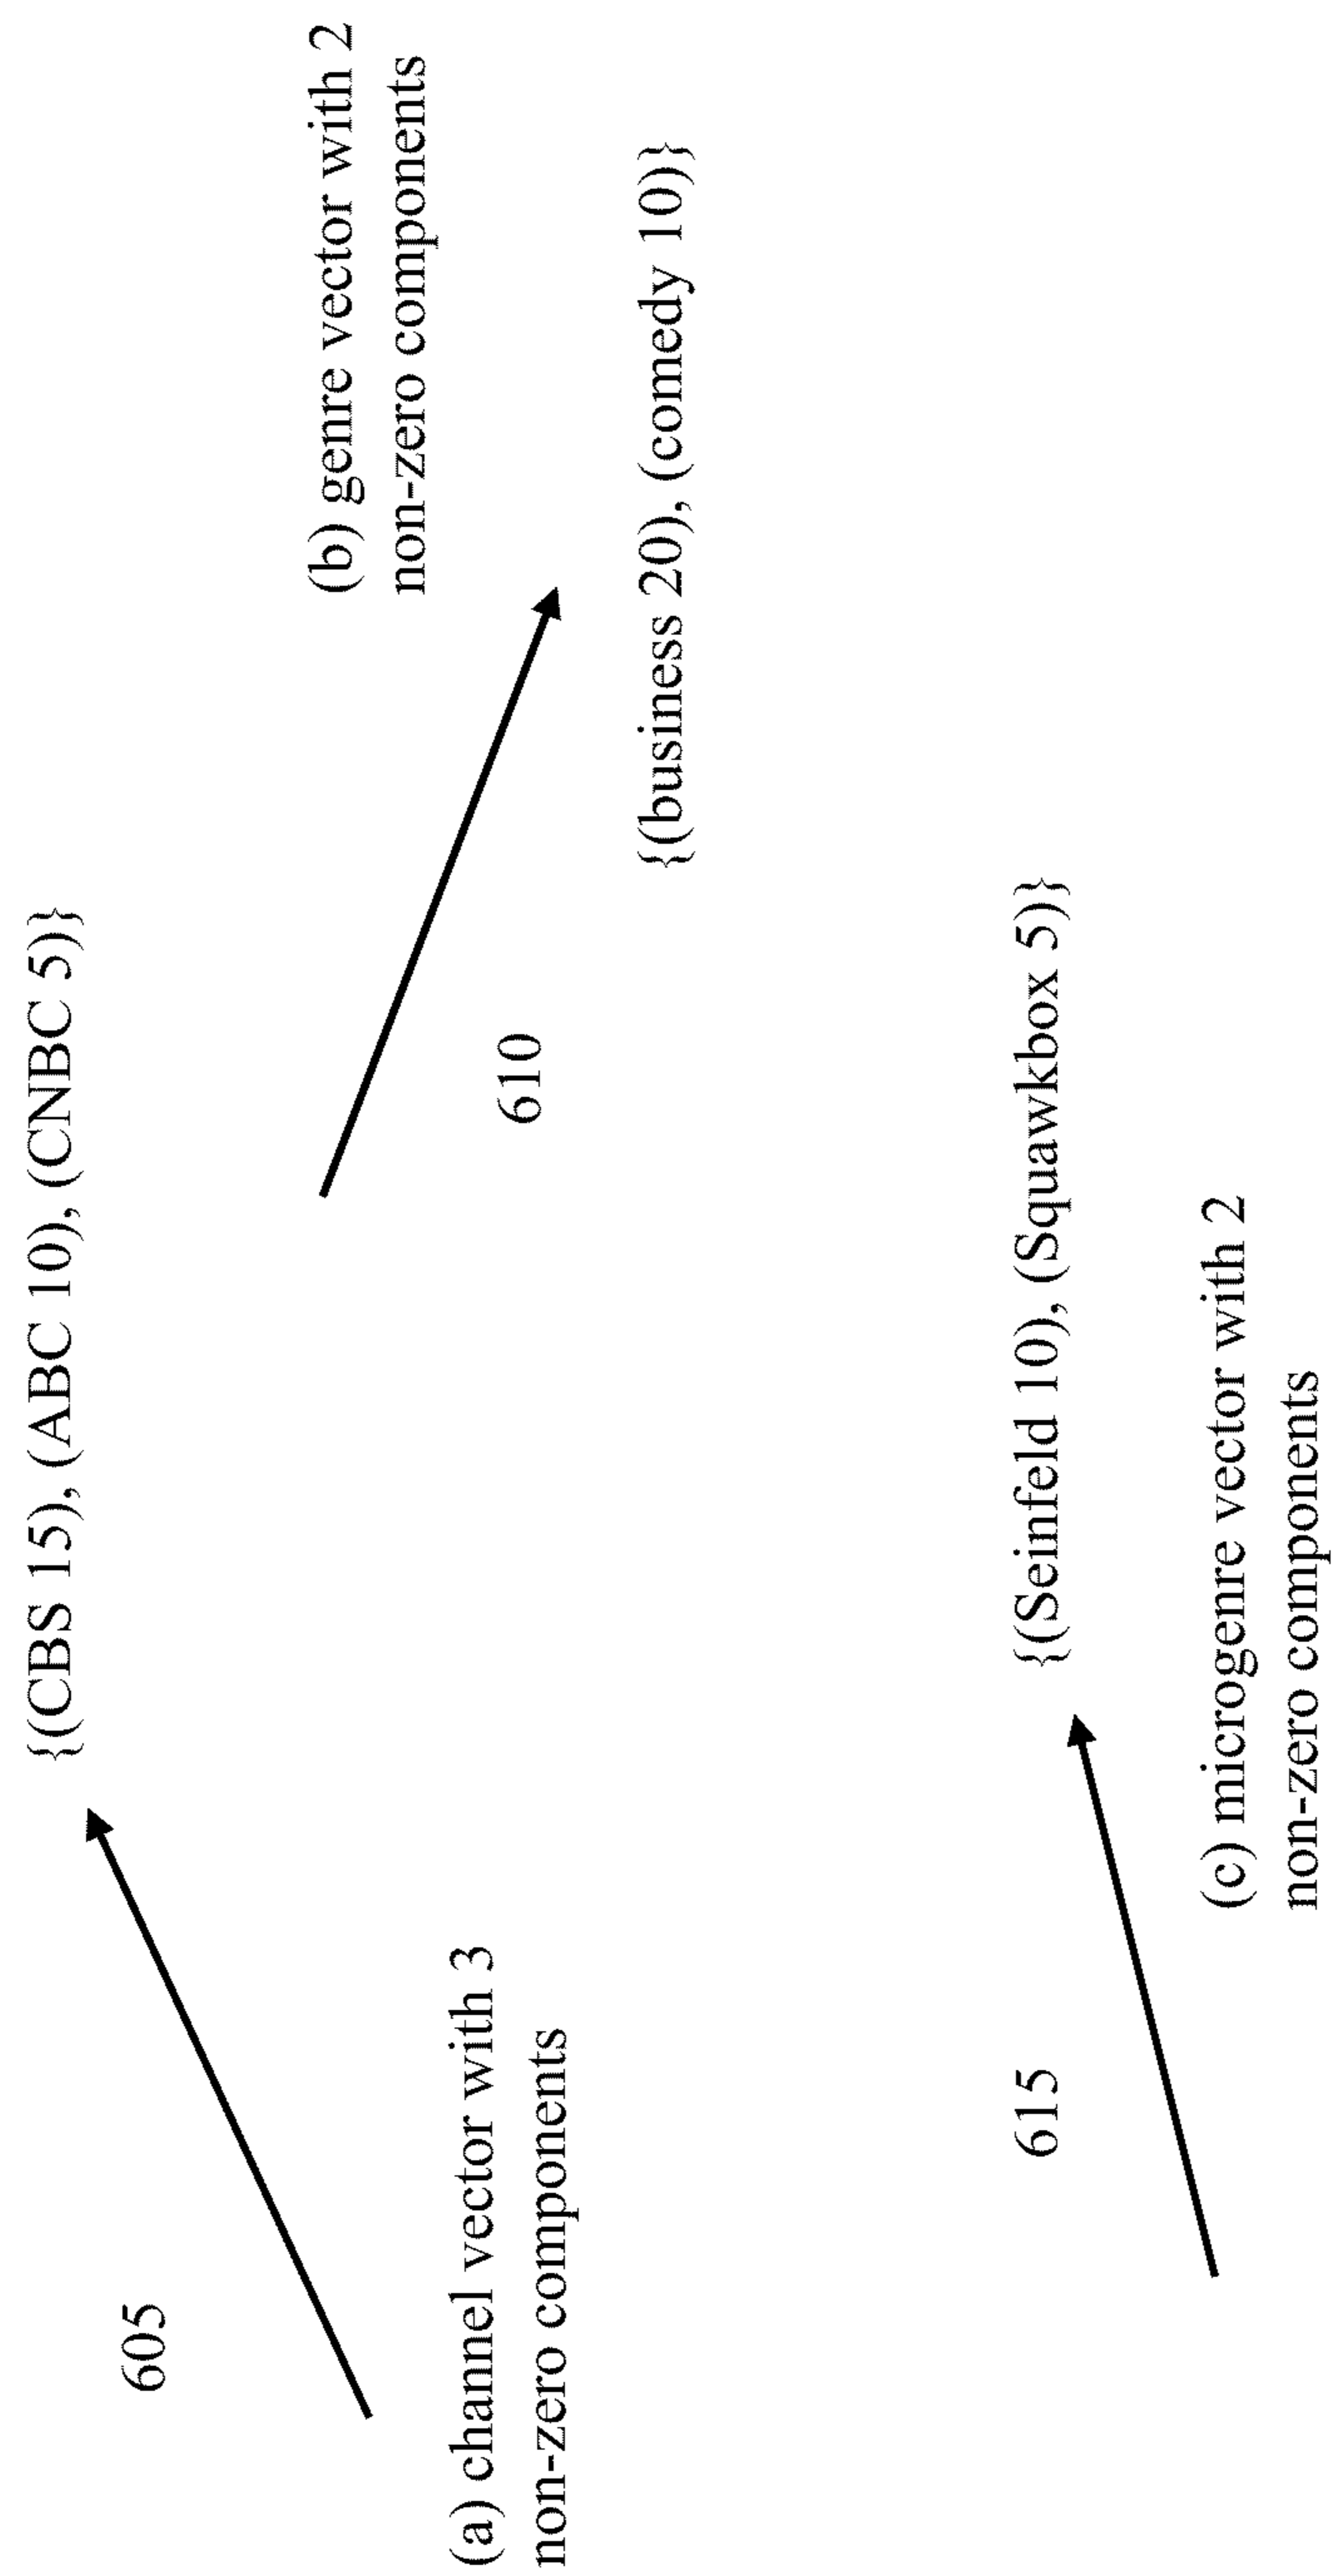 {(CBS 15), (ABC 10), (CNBC 5)}
605
(a) channel vector with 3
non-zero components
(b) genre vector with 2
non-zero components
610
{(business 20), (comedy 10)}
{(Seinfeld 10), (Squawkbox 5)}
615
(c) microgenre vector with 2
non-zero components